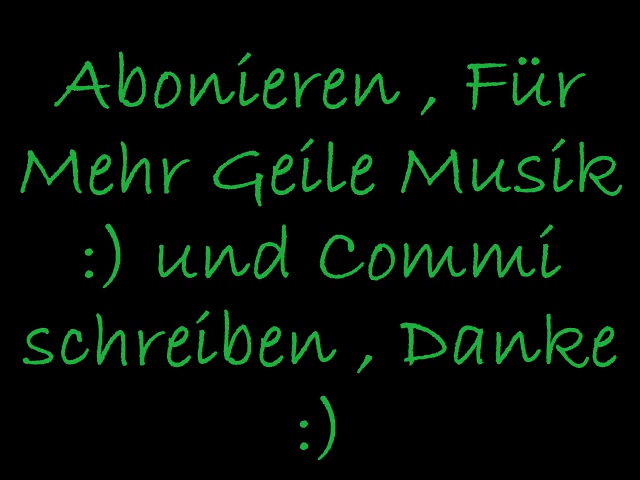 Abonieren , Für
Mehr Geile Musik
:) und Commi
schreiben , Danke
:)